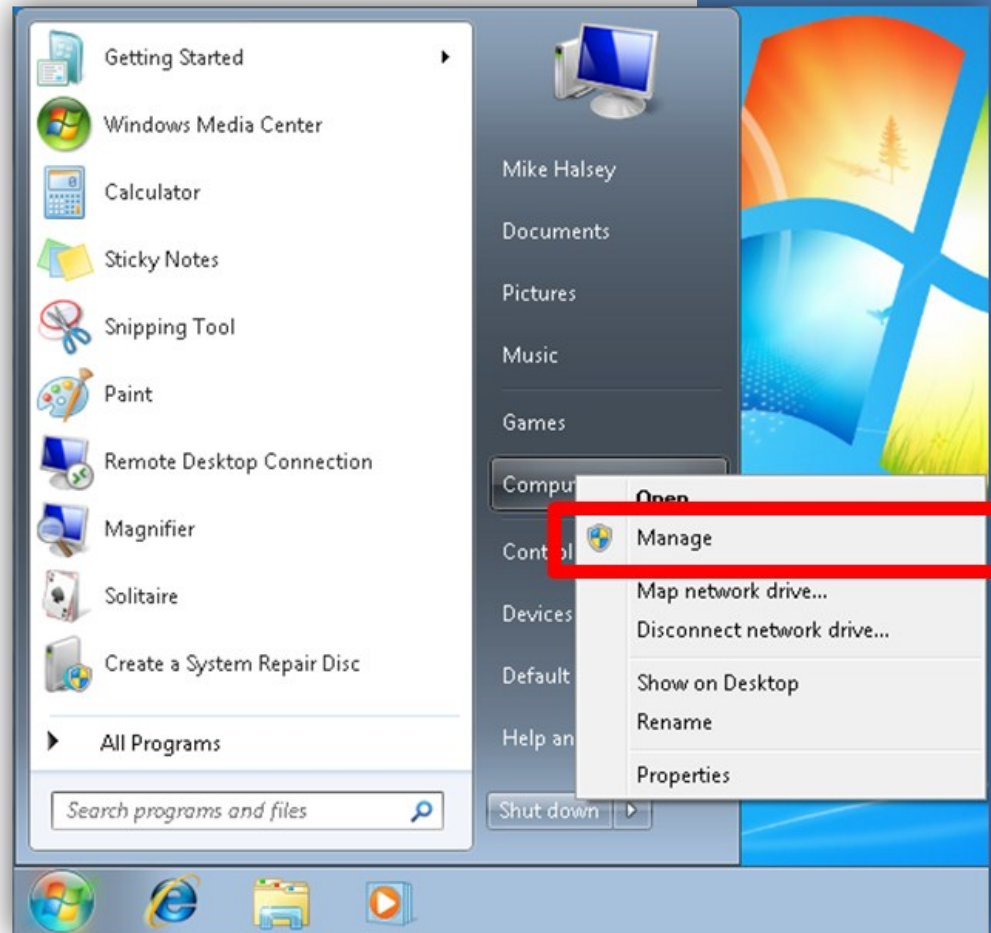 Getting Started
Windows Media Center
Calculator
Sticky Notes
Snipping Tool
Paint
Remote Desktop Connection
Magnifier
Solitaire
Create a System Repair Disc
All Programs
Search programs and files
Mike Halsey
Documents
Pictures
Music
Games
Compu
Control
Devices
Default
Help an
Shut down
Open
Manage
Map network drive...
Disconnect network drive...
Show on Desktop
Rename
Properties